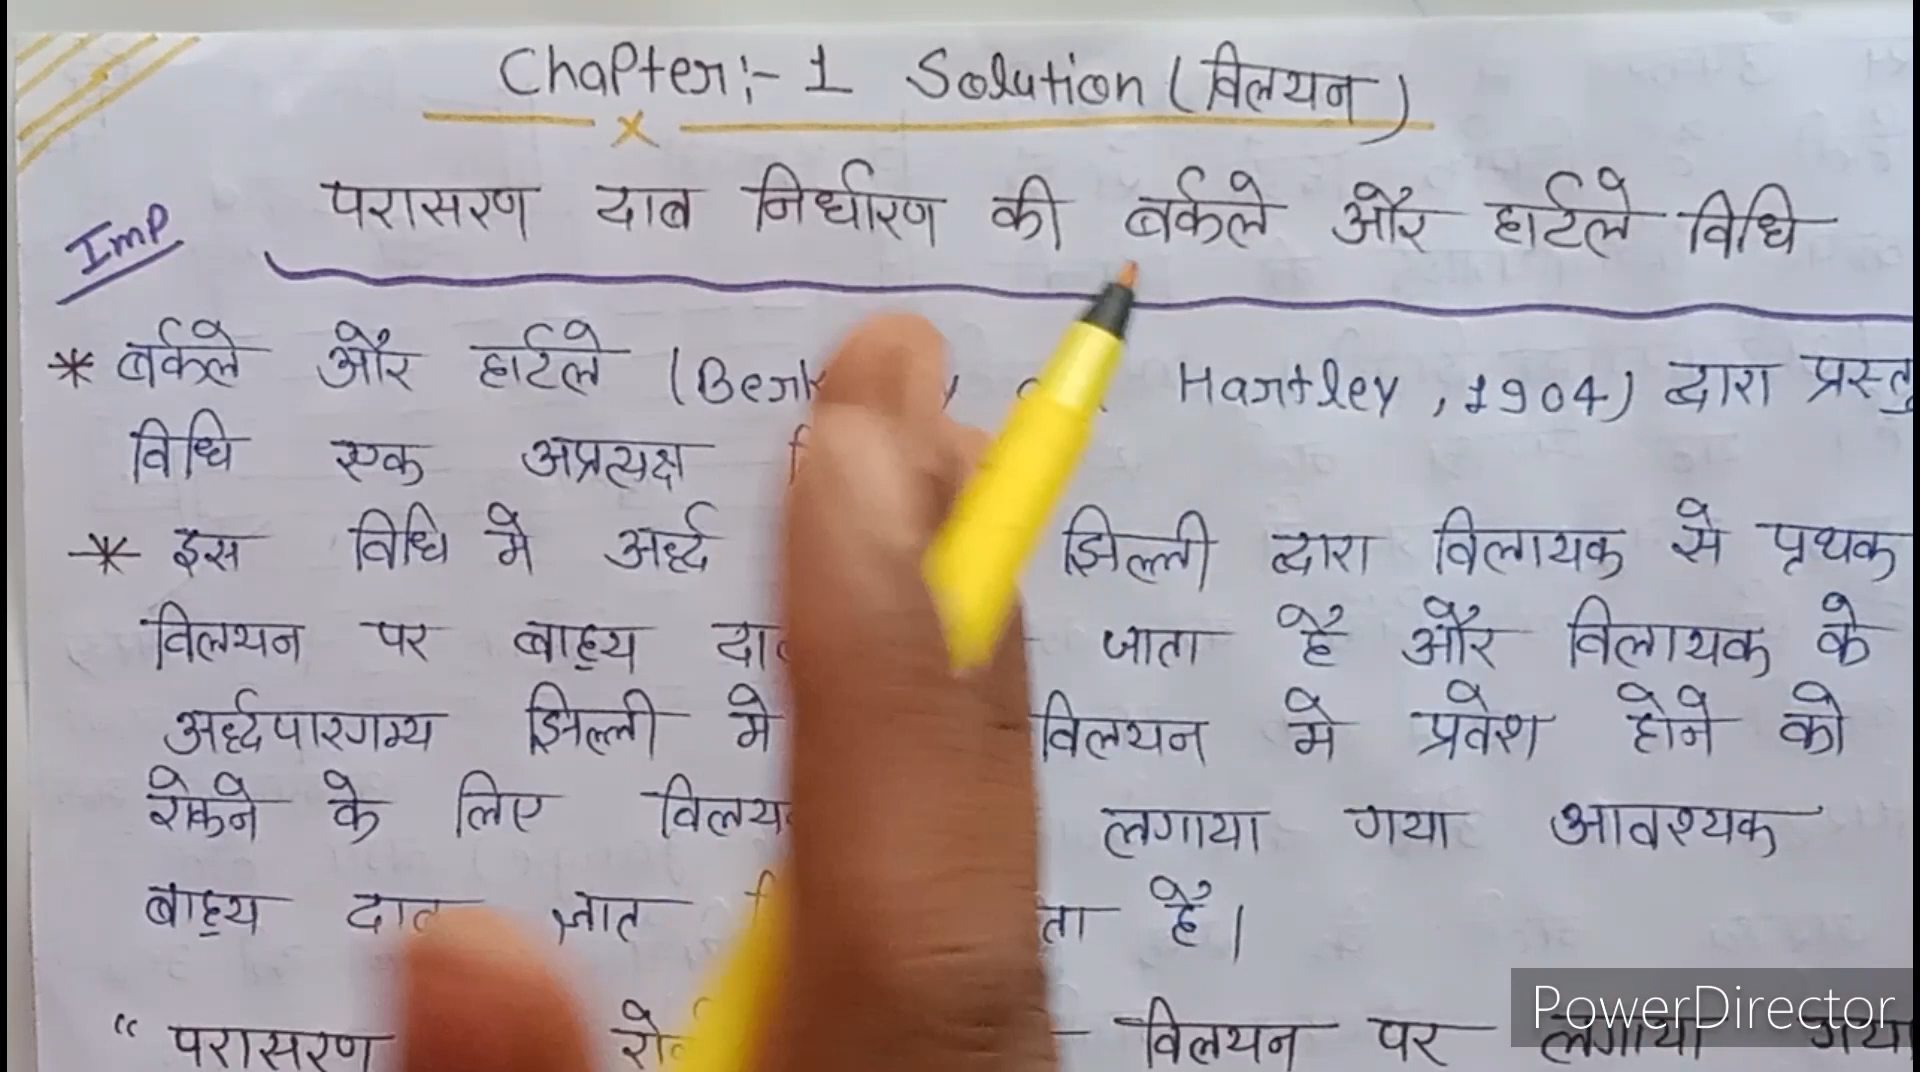 Chapter:- 1 Solution (विलयन)
परासरण दाब निर्धारण की बर्कले और हार्टले विधि
Imp
* बर्कले और हार्टले ( Hartley, 1904) द्वारा
विधि एक अप्रत्यक्ष
* इस विधि मे अर्द्ध झिल्ली द्वारा विलायक से पृथक
विलयन पर बाह्य जाता है और विलायक के
अर्द्धपारगम्य झिल्ली मे विलयन मे प्रवेश होने को
रोकने के लिए लगाया गया आवश्यक
बाह्य ज्ञात है।
“ परासरण विलयन पर लगाया गया
PowerDirector